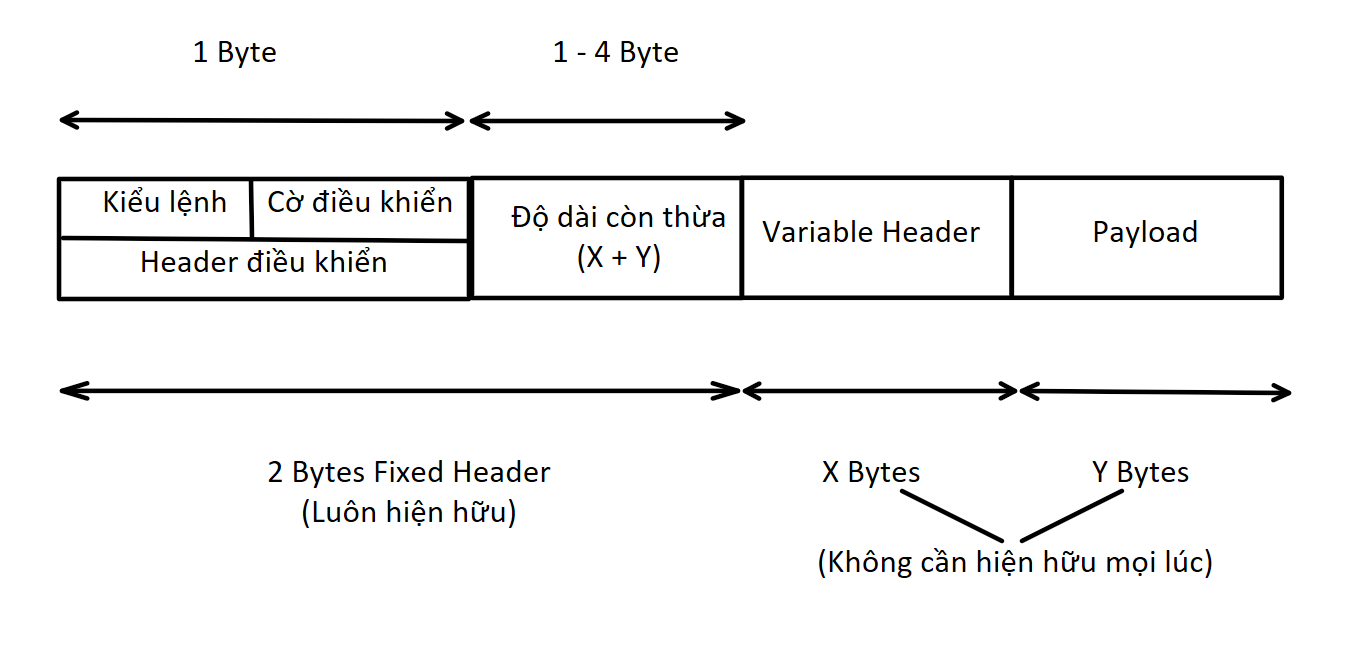 1 Byte
1 - 4 Byte
Kiểu lệnh
Cờ điều khiển
Header điều khiển
Độ dài còn thừa
(X + Y)
Variable Header
Payload
2 Bytes Fixed Header
(Luôn hiện hữu)
X Bytes
Y Bytes
(Không cần hiện hữu mọi lúc)